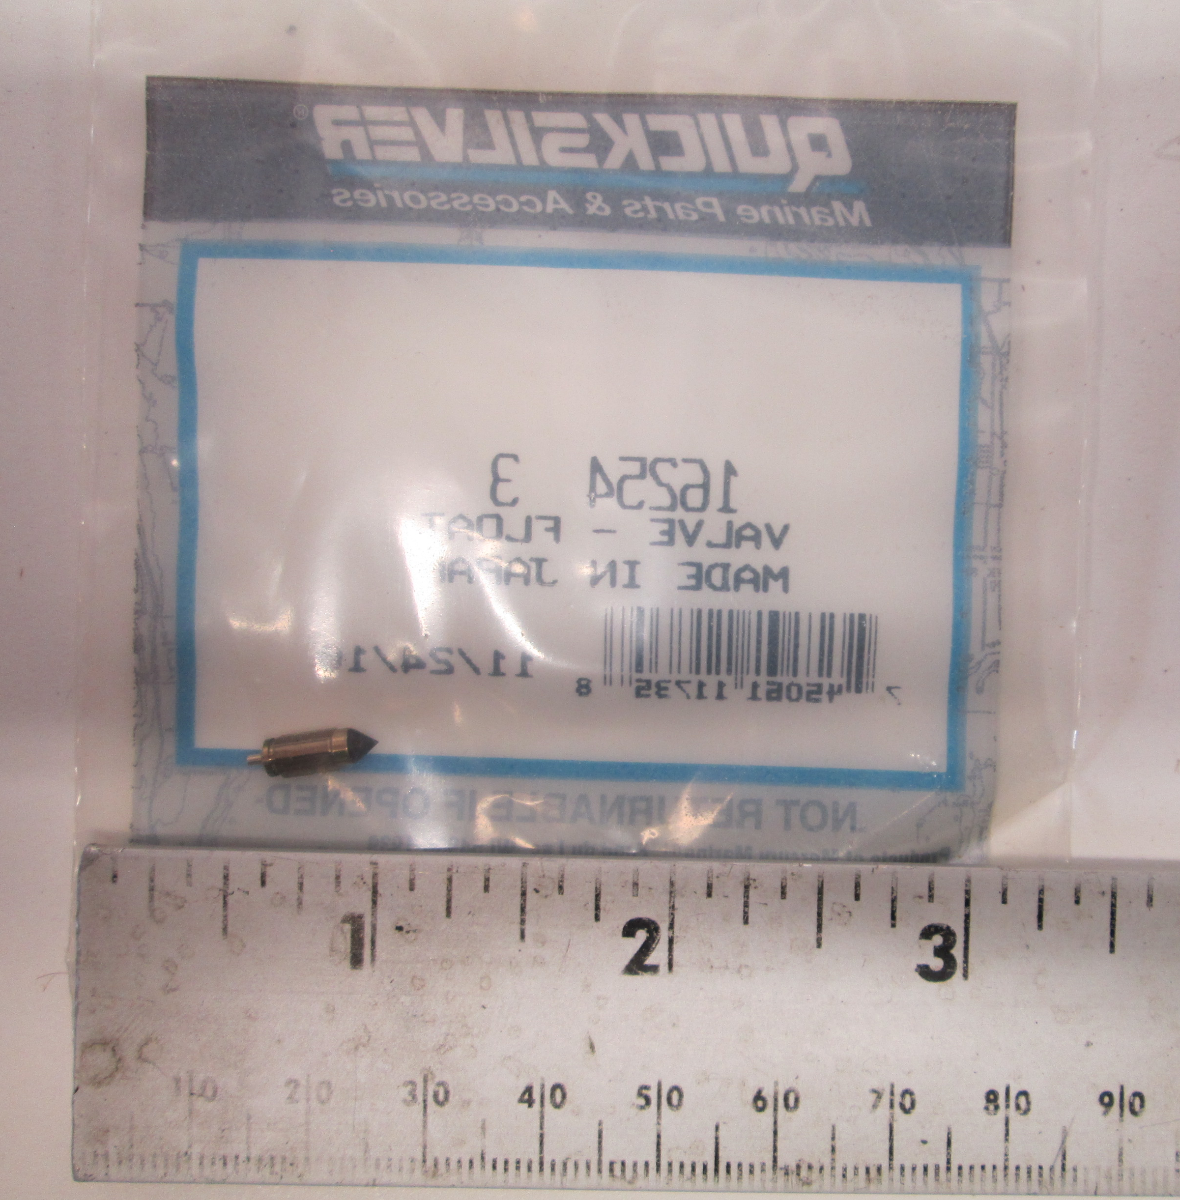 QUICKSILVER®
Marine Parts & Accessories
16254 3
VALVE - FLOAT
MADE IN JAPAN
11/24/1
7 45061 11735 8
NOT RETURNABLE IF OPENED
1 2 3
10 20 30 40 50 60 70 80 90